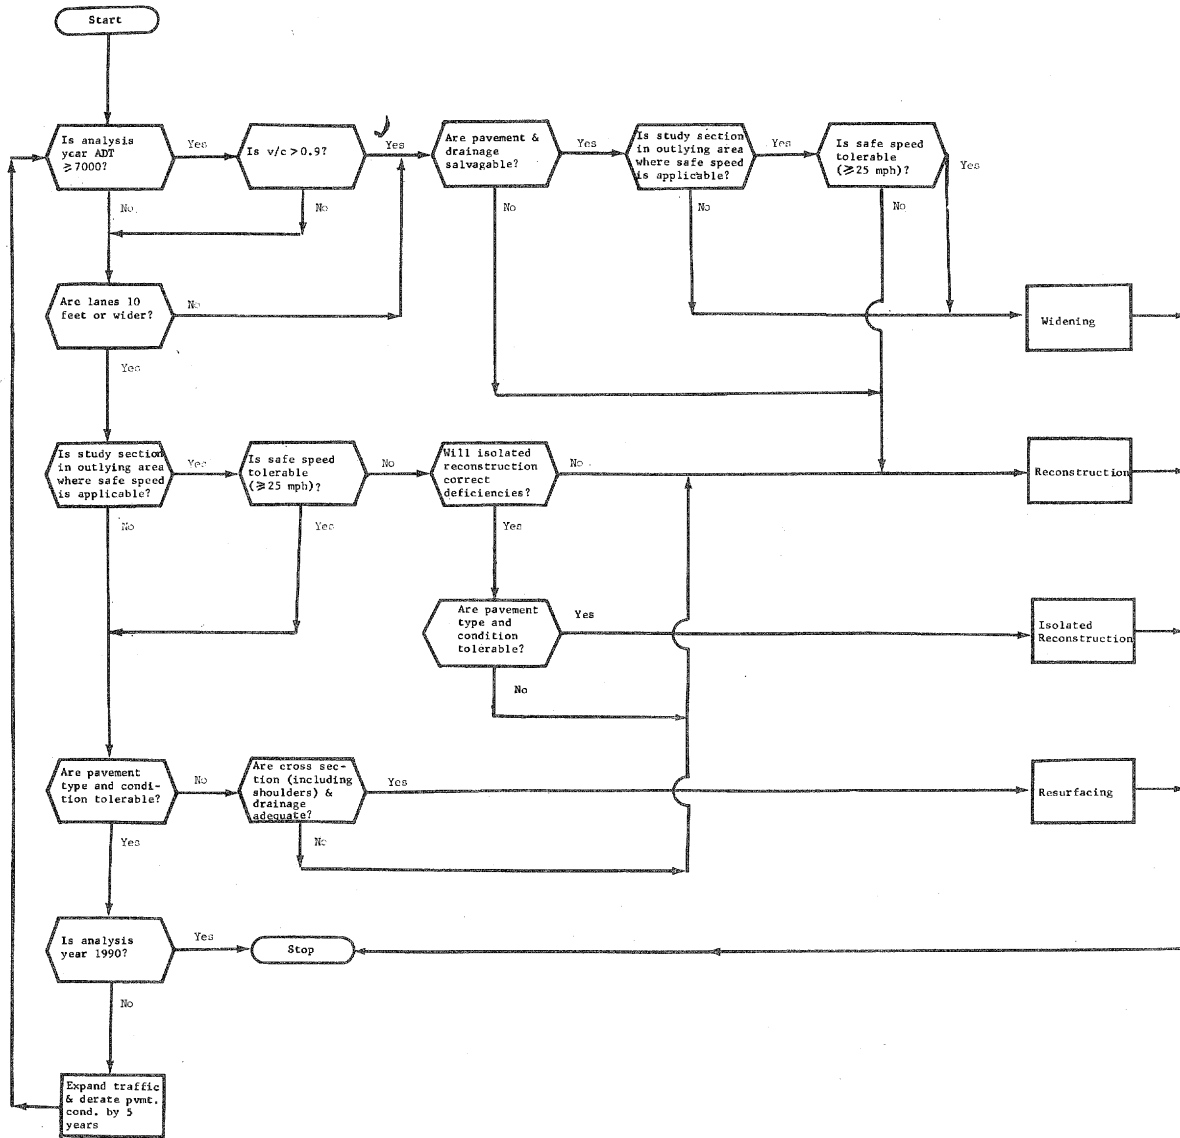 Start
Is analysis
year ADT
≥7000?
Yes
Is v/c>0.9?
Yes
Are pavement &
drainage
salvagable?
Yes
Is study section
in outlying area
where safe speed
is applicable?
Yes
Is safe speed
tolerable
(≥25 mph)?
Yes
No
No
No
No
No
Are lanes 10
feet or wider?
No
Widening
Yes
Is study section
in outlying area
where safe speed
is applicable?
Yes
Is safe speed
tolerable
(≥25 mph)?
No
Will isolated
reconstruction
correct
deficiencies?
No
Reconstruction
No
Yes
Yes
Are pavement
type and
condition
tolerable?
Yes
Isolated
Reconstruction
No
Are pavement
type and condi-
tion tolerable?
No
Are cross sec-
tion (including
shoulders) &
drainage
adequate?
Yes
Resurfacing
Yes
No
Is analysis
year 1990?
Yes
Stop
No
Expand traffic
& derate pvmt.
cond. by 5
years